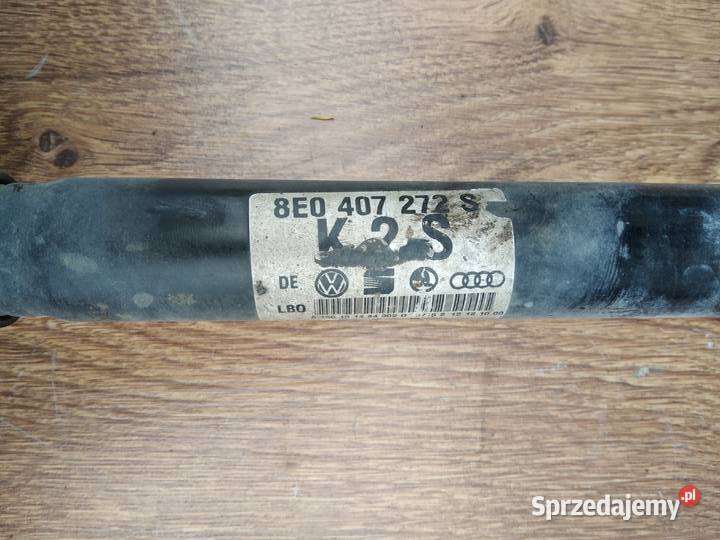 8E0 407 272 S
K 2 S
DE
LBO
Sprzedajemy.pl